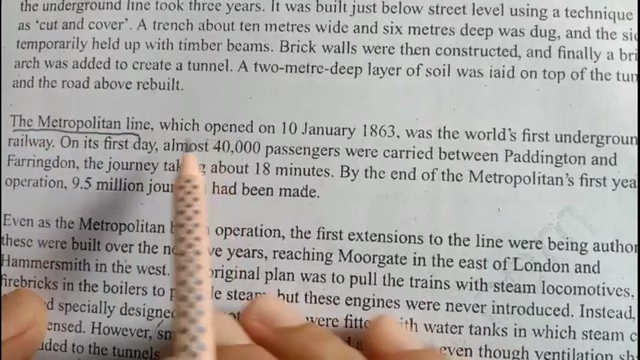 the underground line took three years. It was built just below street level using a technique
as 'cut and cover'. A trench about ten metres wide and six metres deep was dug, and the sid
temporarily held up with timber beams. Brick walls were then constructed, and finally a bri
arch was added to create a tunnel. A two-metre-deep layer of soil was iaid on top of the tun
and the road above rebuilt.
The Metropolitan line, which opened on 10 January 1863, was the world's first undergroun
railway. On its first day, almost 40,000 passengers were carried between Paddington and
Farringdon, the journey tak g about 18 minutes. By the end of the Metropolitan's first yea
operation, 9.5 million jour had been made.
Even as the Metropolitan operation, the first extensions to the line were being author
these were built over the ne ve years, reaching Moorgate in the east of London and
Hammersmith in the west. original plan was to pull the trains with steam locomotives,
firebricks in the boilers to p le steam, but these engines were never introduced. Instead,
d specially designe were fitte th water tanks in which steam
ensed. However, sm even though ventilation sh
ded to the tunnels